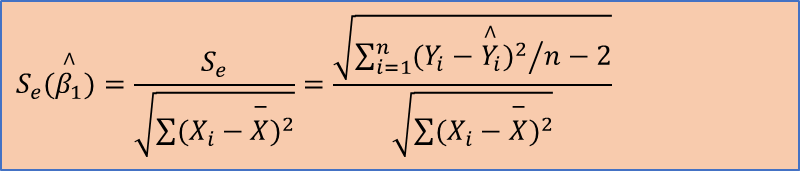 S_e(β̂_1) = S_e / √(∑(X_i − X̄)^2) = √(∑_{i=1}^{n}(Y_i − Ŷ_i)^2/n − 2) / √(∑(X_i − X̄)^2)